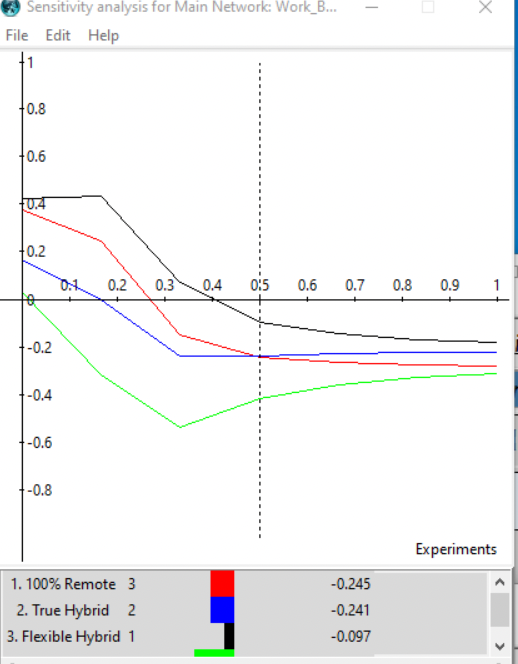 Sensitivity analysis for Main Network: Work_B...
File Edit Help
1
0.8
0.6
0.4
0.2
0 0.1 0.2 0.3 0.4 0.5 0.6 0.7 0.8 0.9 1
-0.2
-0.4
-0.6
-0.8
Experiments
1. 100% Remote 3 -0.245
2. True Hybrid 2 -0.241
3. Flexible Hybrid 1 -0.097